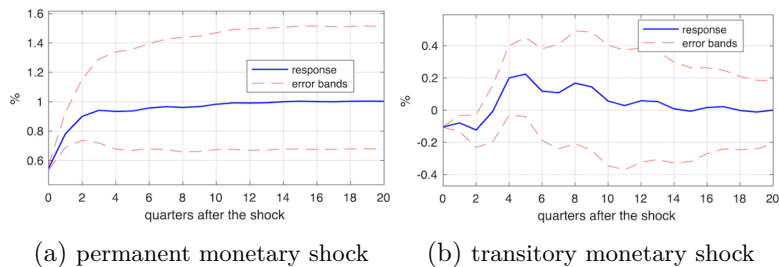 1.6
1.4
1.2
1
0.8
0.6
%
response
error bands
0 2 4 6 8 10 12 14 16 18 20
quarters after the shock
(a) permanent monetary shock
0.4
0.2
0
-0.2
-0.4
%
response
error bands
0 2 4 6 8 10 12 14 16 18 20
quarters after the shock
(b) transitory monetary shock